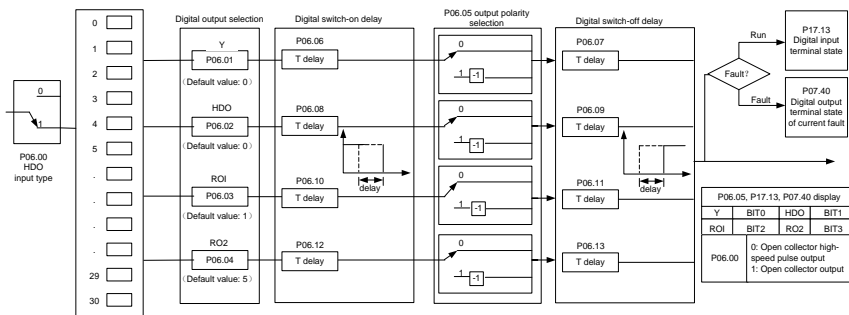 Digital output selection
Digital switch-on delay
P06.05 output polarity
selection
Digital switch-off delay
0
1
2
3
4
5
.
.
.
.
29
30
0
1
P06.00
HDO
input type
Y
P06.01
(Default value: 0)
HDO
P06.02
(Default value: 0)
ROI
P06.03
(Default value: 1)
RO2
P06.04
(Default value: 5)
P06.06
T delay
P06.08
T delay
delay
P06.10
T delay
P06.12
T delay
0
1
-1
0
1
-1
0
1
-1
0
1
-1
P06.07
T delay
P06.09
T delay
delay
P06.11
T delay
P06.13
T delay
Run
Fault?
Fault
P17.13
Digital input
terminal state
P07.40
Digital output
terminal state
of current fault
P06.05, P17.13, P07.40 display
Y BIT0 HDO BIT1
ROI BIT2 RO2 BIT3
P06.00
0: Open collector high-
speed pulse output
1: Open collector output